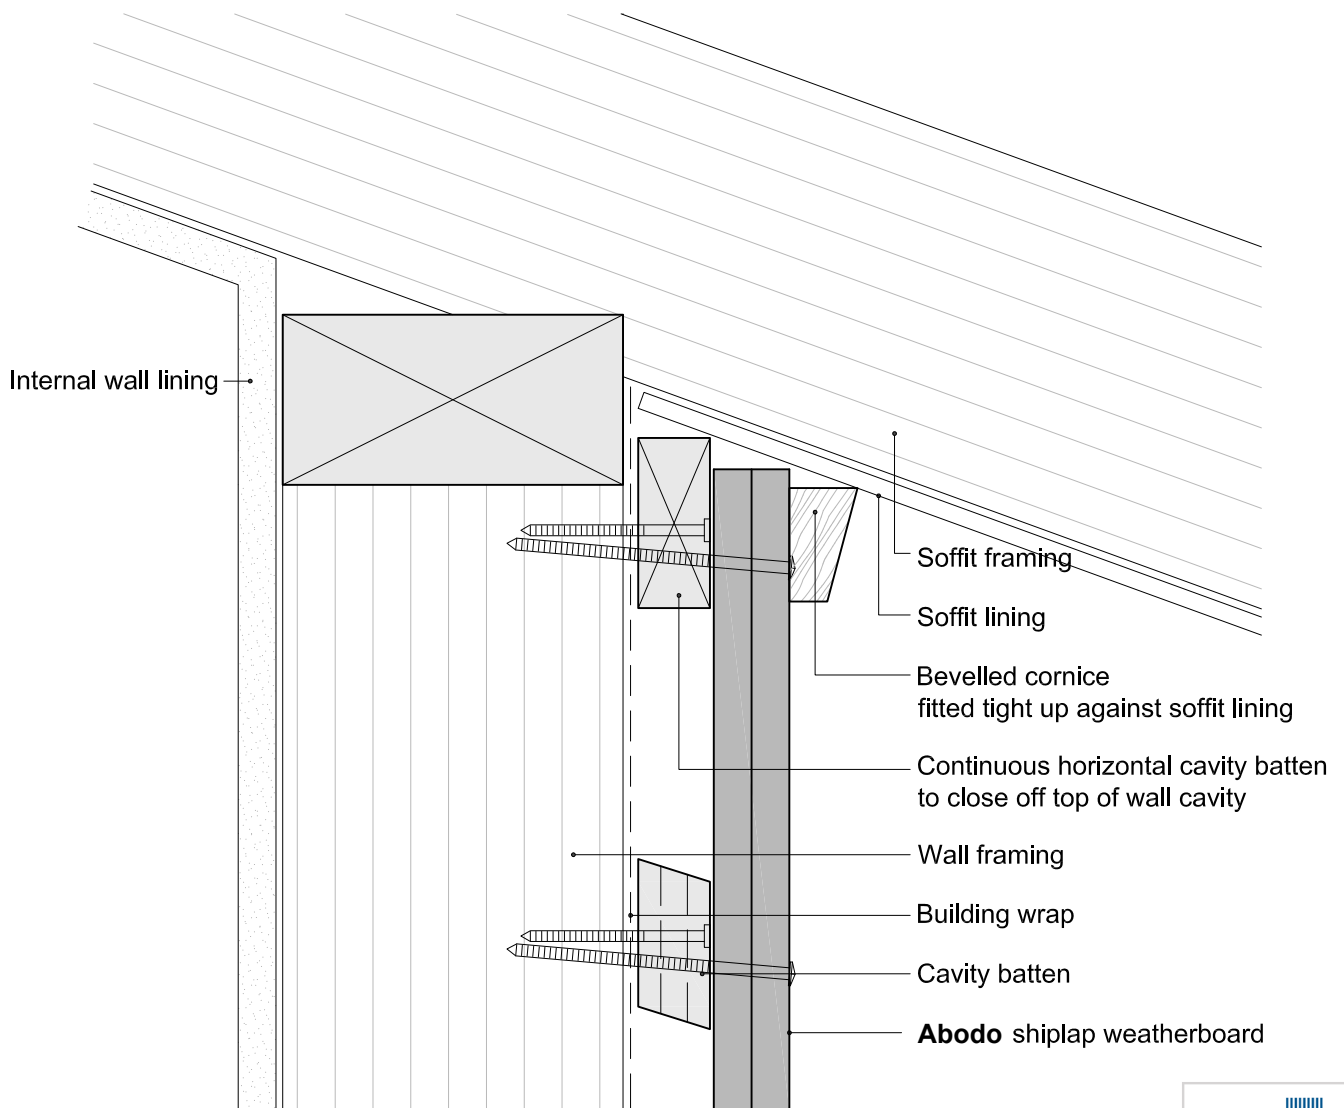 Internal wall lining
Soffit framing
Soffit lining
Bevelled cornice
fitted tight up against soffit lining
Continuous horizontal cavity batten
to close off top of wall cavity
Wall framing
Building wrap
Cavity batten
Abodo shiplap weatherboard